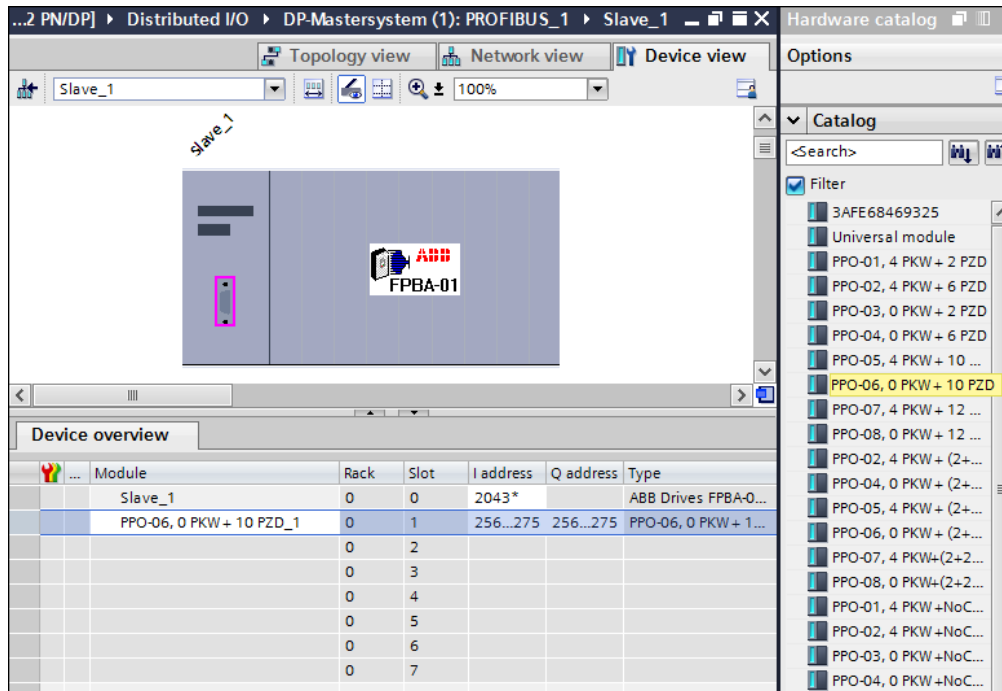 ...2 PN/DP] ▸ Distributed I/O ▸ DP-Mastersystem (1): PROFIBUS_1 ▸ Slave_1
Hardware catalog
Topology view
Network view
Device view
Options
Slave_1
100%
Catalog
<Search>
Filter
slave_1
ABB
FPBA-01
3AFE68469325
Universal module
PPO-01, 4 PKW + 2 PZD
PPO-02, 4 PKW + 6 PZD
PPO-03, 0 PKW + 2 PZD
PPO-04, 0 PKW + 6 PZD
PPO-05, 4 PKW + 10 ...
PPO-06, 0 PKW + 10 PZD
PPO-07, 4 PKW + 12 ...
PPO-08, 0 PKW + 12 ...
PPO-02, 4 PKW + (2+...
PPO-04, 0 PKW + (2+...
PPO-05, 4 PKW + (2+...
PPO-06, 0 PKW + (2+...
PPO-07, 4 PKW+(2+2...
PPO-08, 0 PKW+(2+2...
PPO-01, 4 PKW +NoC...
PPO-02, 4 PKW +NoC...
PPO-03, 0 PKW +NoC...
PPO-04, 0 PKW +NoC...
Device overview
... Module Rack Slot I address Q address Type
Slave_1 0 0 2043* ABB Drives FPBA-0...
PPO-06, 0 PKW + 10 PZD_1 0 1 256...275 256...275 PPO-06, 0 PKW + 1...
0 2
0 3
0 4
0 5
0 6
0 7